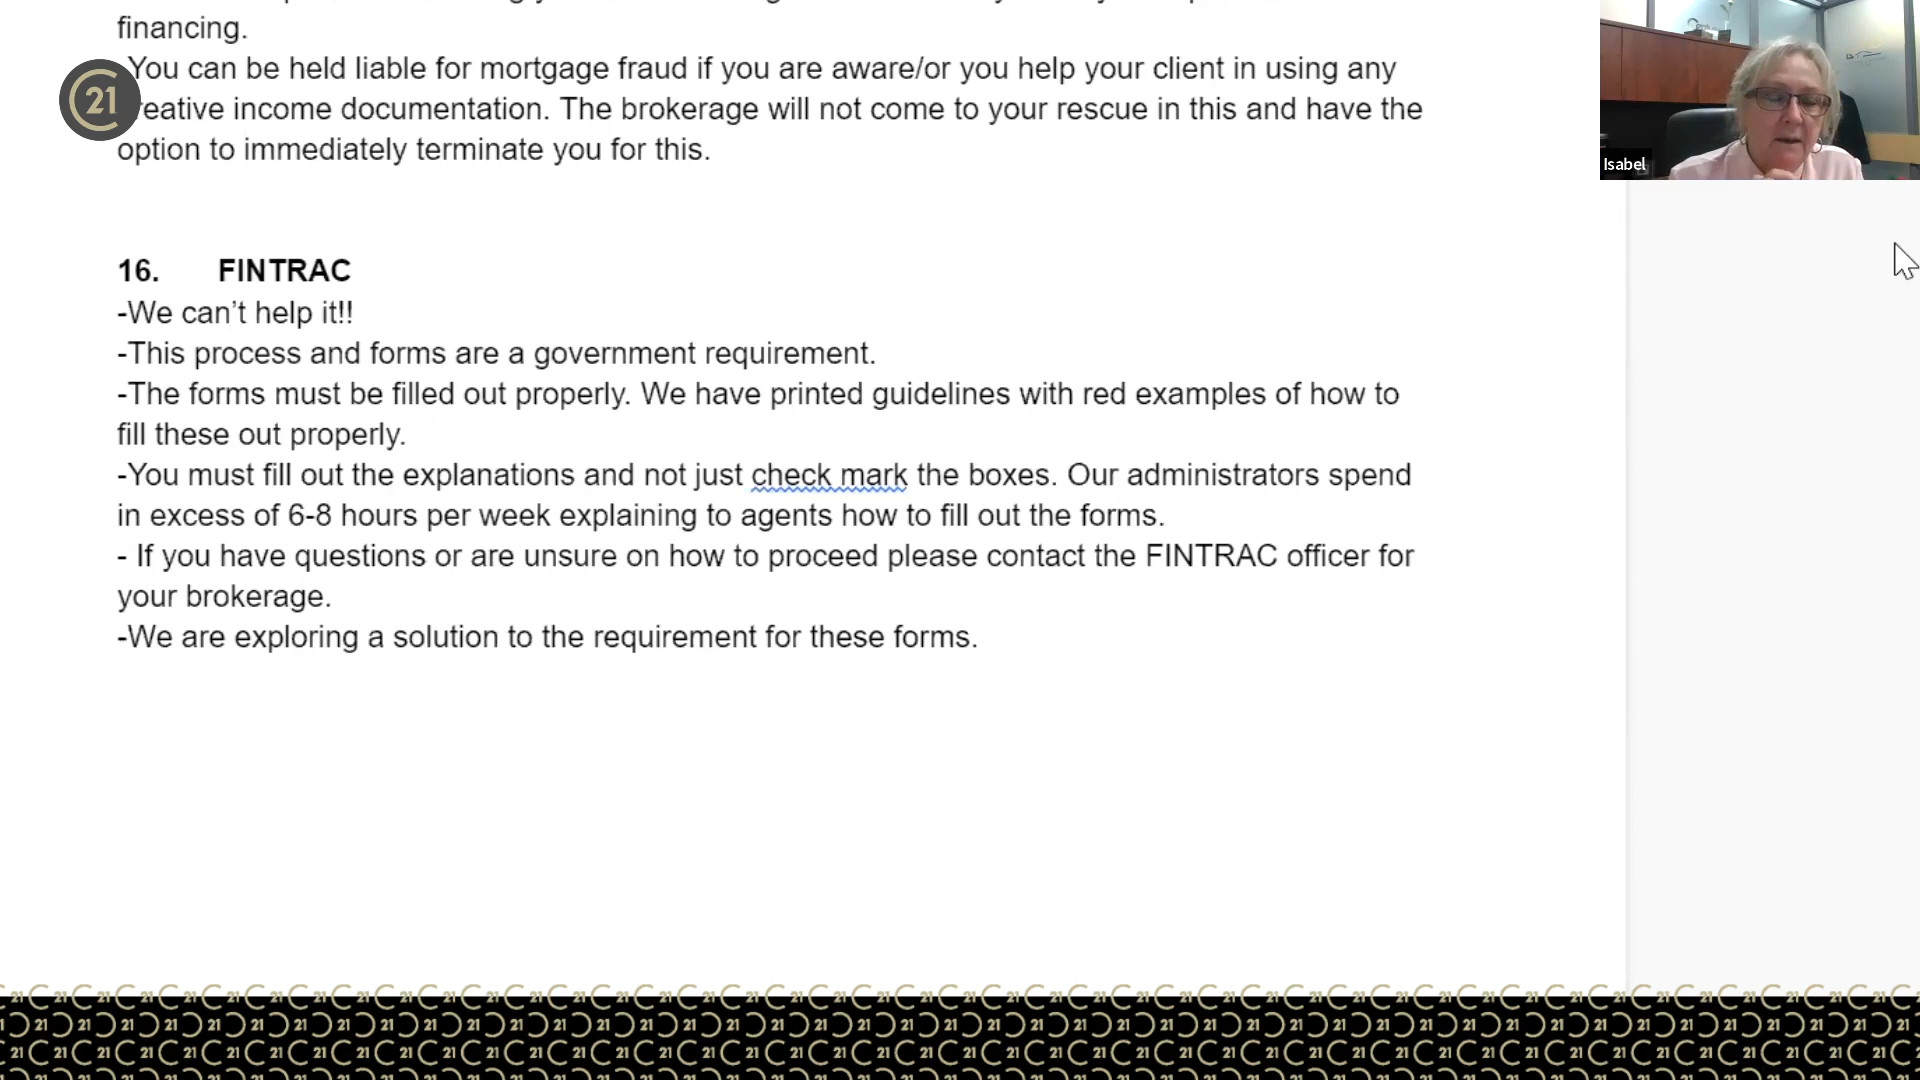 financing.
You can be held liable for mortgage fraud if you are aware/or you help your client in using any
reative income documentation. The brokerage will not come to your rescue in this and have the
option to immediately terminate you for this.
21
Isabel
16. FINTRAC
-We can’t help it!!
-This process and forms are a government requirement.
-The forms must be filled out properly. We have printed guidelines with red examples of how to
fill these out properly.
-You must fill out the explanations and not just check mark the boxes. Our administrators spend
in excess of 6-8 hours per week explaining to agents how to fill out the forms.
- If you have questions or are unsure on how to proceed please contact the FINTRAC officer for
your brokerage.
-We are exploring a solution to the requirement for these forms.